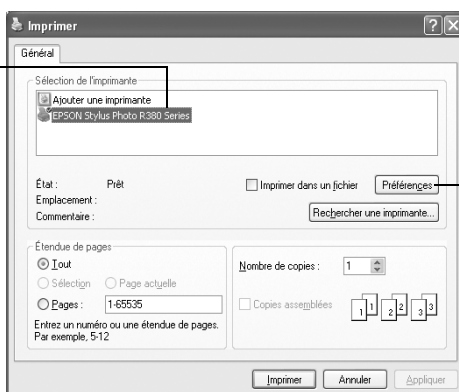 Imprimer
Général
Sélection de l'imprimante
Ajouter une imprimante
EPSON Stylus Photo R380 Series
État : Prêt
Emplacement :
Commentaire :
Imprimer dans un fichier
Préférences
Rechercher une imprimante...
Étendue de pages
Tout
Sélection Page actuelle
Pages : 1-65535
Entrez un numéro ou une étendue de pages.
Par exemple, 5-12
Nombre de copies : 1
Copies assemblées
1 1 2 2 3 3
Imprimer Annuler Appliquer